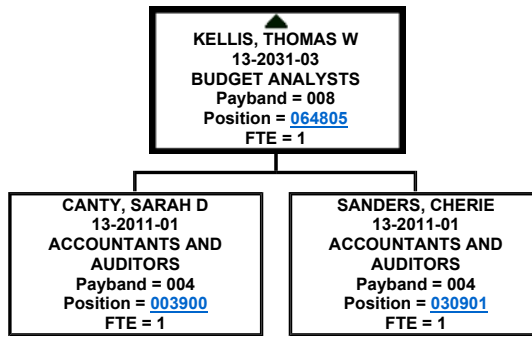 KELLIS, THOMAS W
13-2031-03
BUDGET ANALYSTS
Payband = 008
Position = 064805
FTE = 1
CANTY, SARAH D
13-2011-01
ACCOUNTANTS AND
AUDITORS
Payband = 004
Position = 003900
FTE = 1
SANDERS, CHERIE
13-2011-01
ACCOUNTANTS AND
AUDITORS
Payband = 004
Position = 030901
FTE = 1